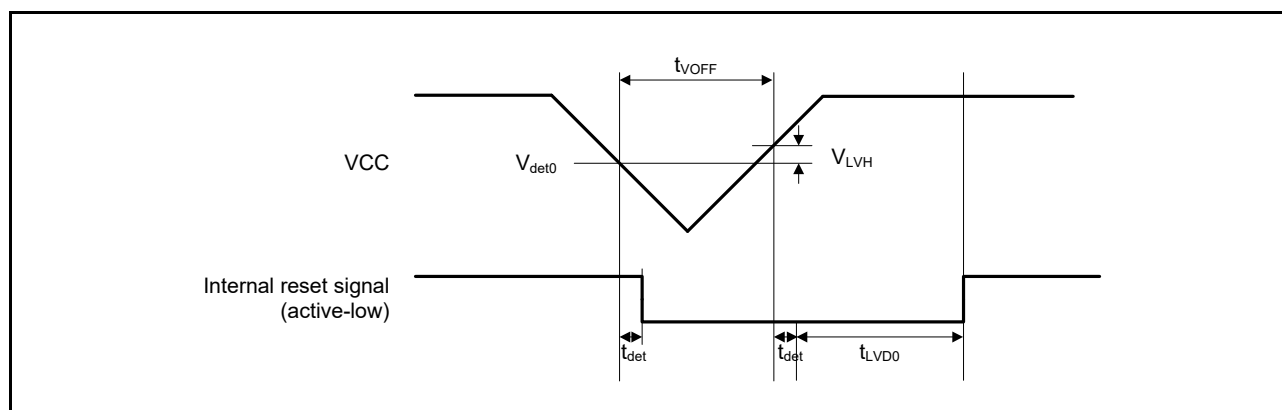 tVOFF
VCC
Vdet0
VLVH
Internal reset signal
(active-low)
tdet
tdet
tLVD0